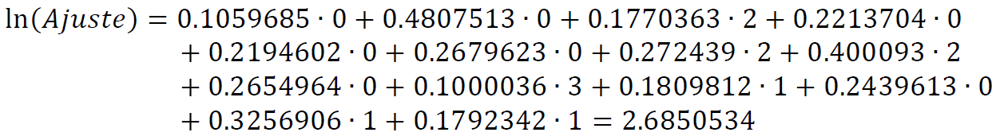 ln(Ajuste) = 0.1059685 · 0 + 0.4807513 · 0 + 0.1770363 · 2 + 0.2213704 · 0
+ 0.2194602 · 0 + 0.2679623 · 0 + 0.272439 · 2 + 0.400093 · 2
+ 0.2654964 · 0 + 0.1000036 · 3 + 0.1809812 · 1 + 0.2439613 · 0
+ 0.3256906 · 1 + 0.1792342 · 1 = 2.6850534